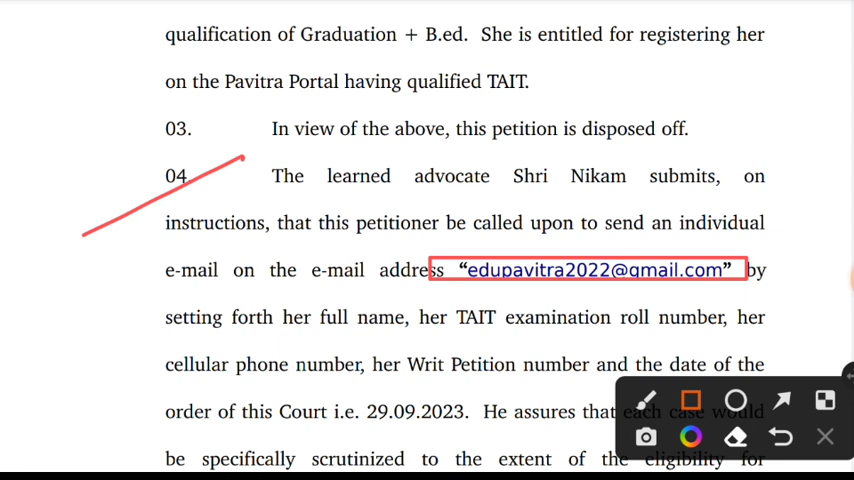 qualification of Graduation + B.ed. She is entitled for registering her
on the Pavitra Portal having qualified TAIT.
03. In view of the above, this petition is disposed off.
04. The learned advocate Shri Nikam submits, on
instructions, that this petitioner be called upon to send an individual
e-mail on the e-mail address “edupavitra2022@gmail.com” by
setting forth her full name, her TAIT examination roll number, her
cellular phone number, her Writ Petition number and the date of the
order of this Court i.e. 29.09.2023. He assures that each case would
be specifically scrutinized to the extent of the eligibility for